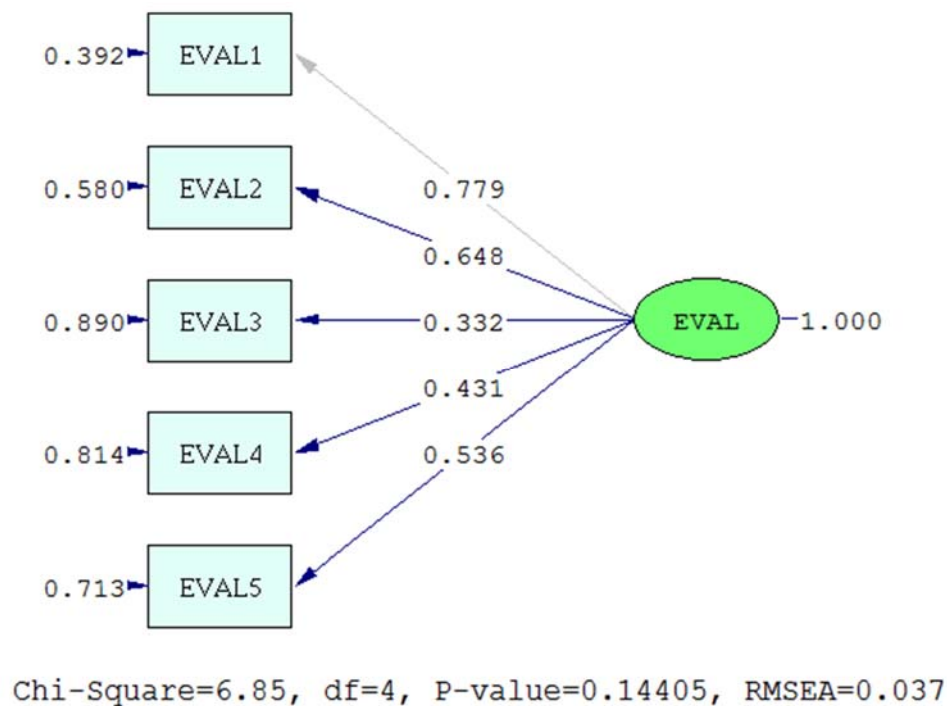 0.392 EVAL1
0.779
0.580 EVAL2
0.648
0.890 EVAL3 0.332 EVAL 1.000
0.431
0.814 EVAL4
0.536
0.713 EVAL5
Chi-Square=6.85, df=4, P-value=0.14405, RMSEA=0.037